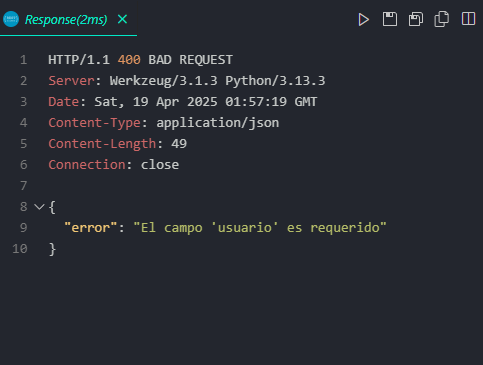 Response(2ms)
1 HTTP/1.1 400 BAD REQUEST
2 Server: Werkzeug/3.1.3 Python/3.13.3
3 Date: Sat, 19 Apr 2025 01:57:19 GMT
4 Content-Type: application/json
5 Content-Length: 49
6 Connection: close
7
8 {
9 "error": "El campo 'usuario' es requerido"
10 }